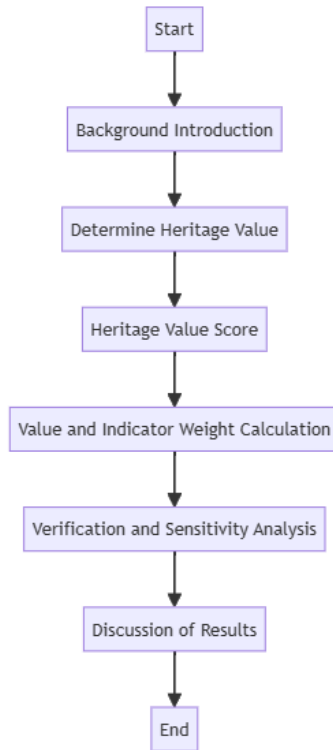 Start
Background Introduction
Determine Heritage Value
Heritage Value Score
Value and Indicator Weight Calculation
Verification and Sensitivity Analysis
Discussion of Results
End